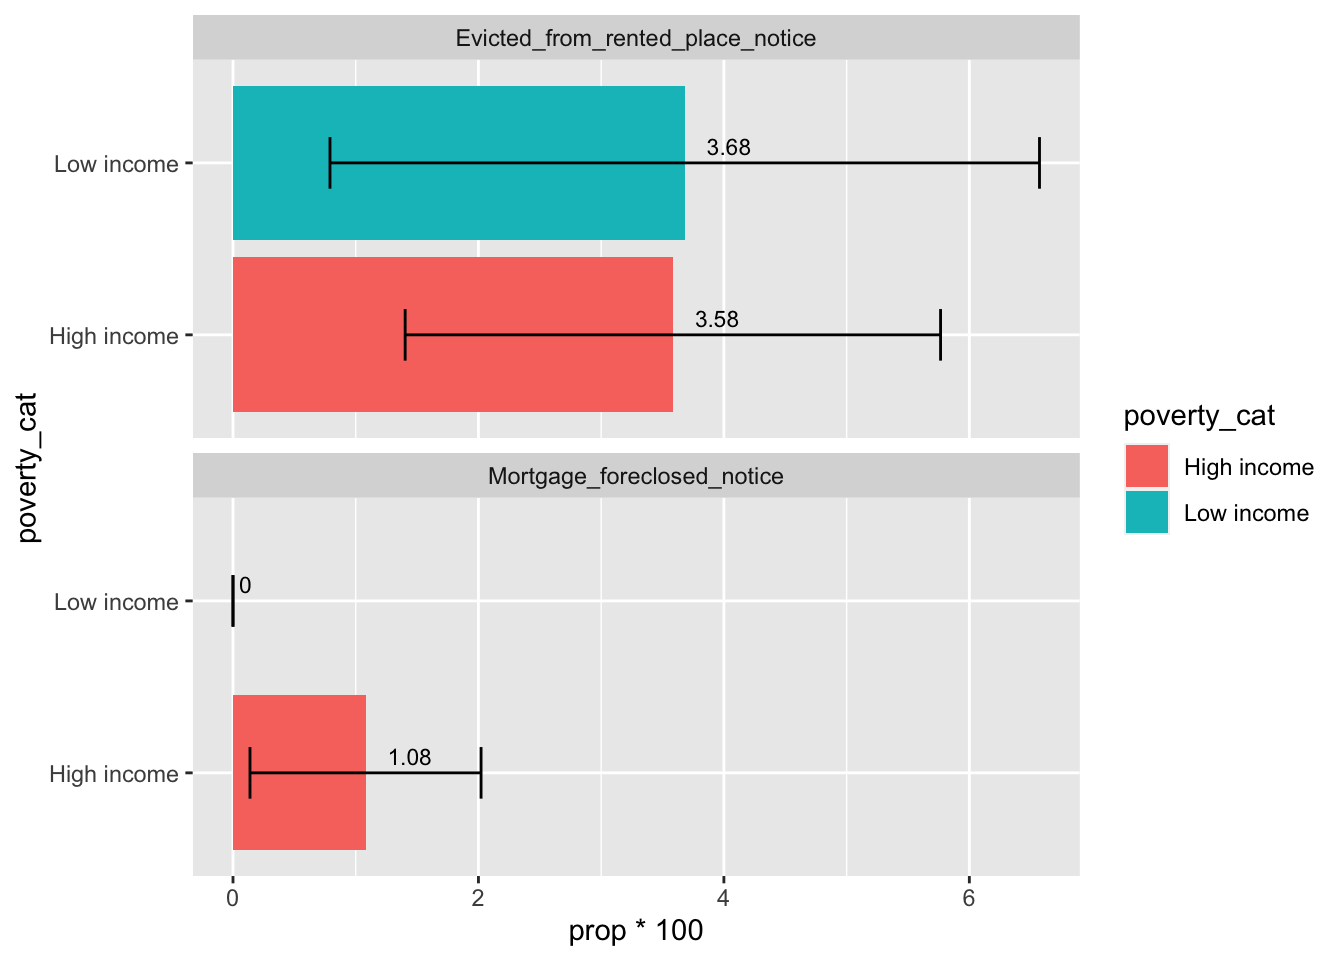 Evicted_from_rented_place_notice
Low income
3.68
High income
3.58
poverty_cat
Mortgage_foreclosed_notice
Low income
0
High income
1.08
0 2 4 6
prop * 100
poverty_cat
High income
Low income